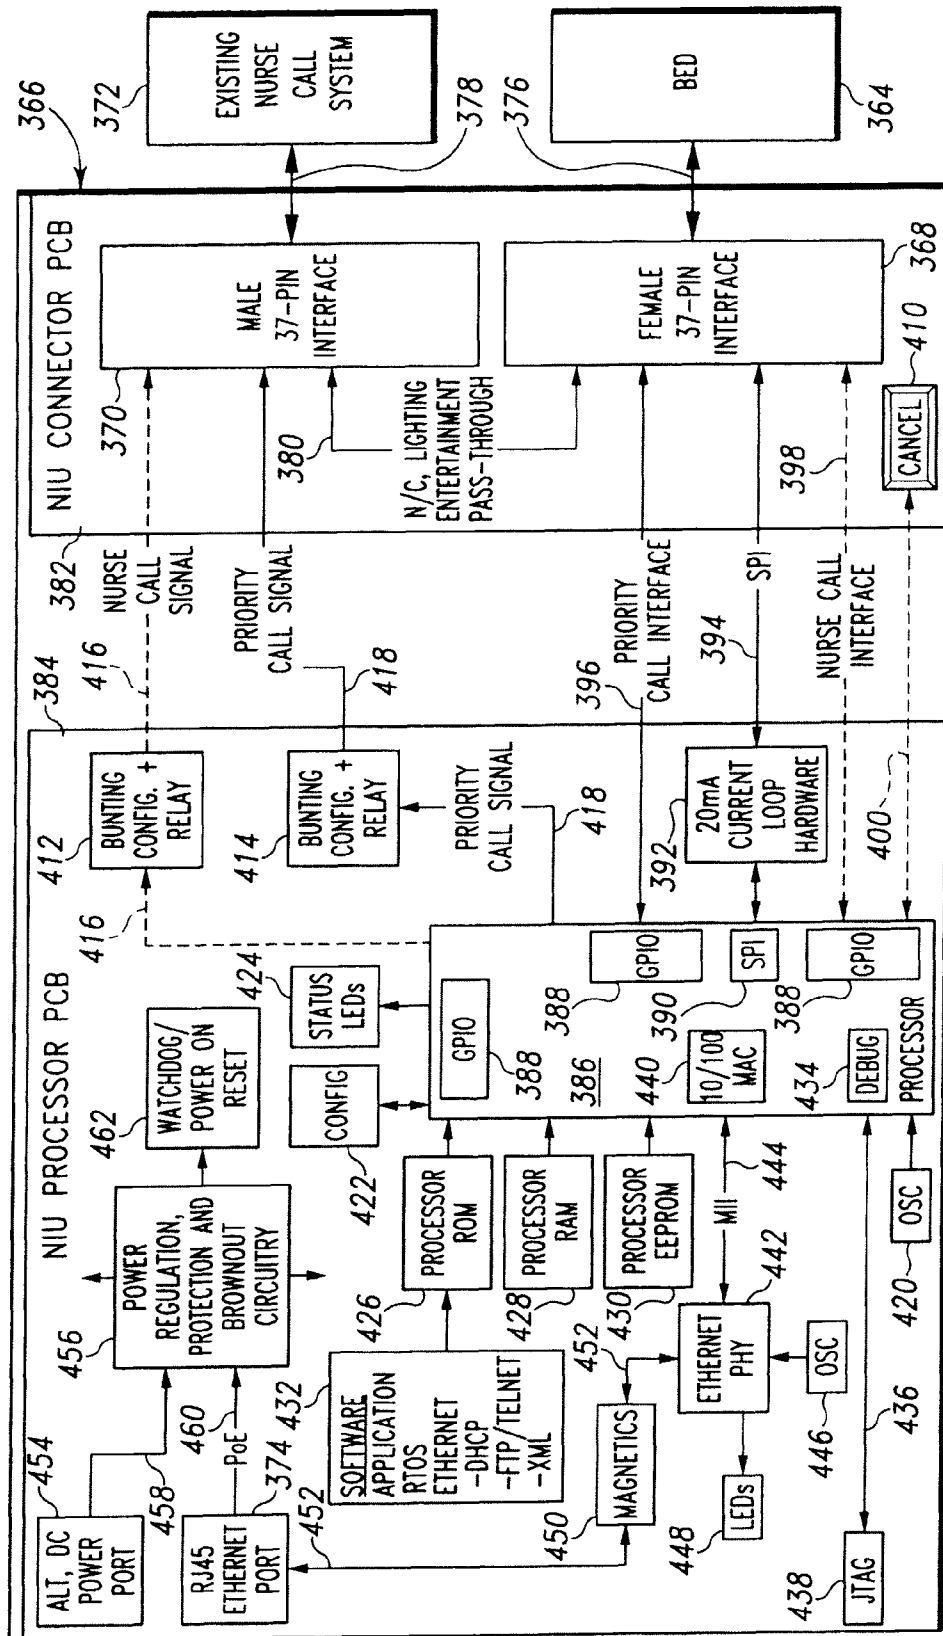 366
NIU CONNECTOR PCB
382
EXISTING
NURSE
CALL
SYSTEM
372
378
BED
364
376
MALE
37-PIN
INTERFACE
370
FEMALE
37-PIN
INTERFACE
368
380
N/C, LIGHTING
ENTERTAINMENT
PASS-THROUGH
CANCEL
410
398
NURSE
CALL
SIGNAL
416
PRIORITY
CALL SIGNAL
418
PRIORITY
CALL INTERFACE
396
SPI
394
NURSE CALL
INTERFACE
400
NIU PROCESSOR PCB
384
BUNTING
CONFIG. +
RELAY
412
BUNTING
CONFIG. +
RELAY
414
416
PRIORITY
CALL SIGNAL
418
20mA
CURRENT
LOOP
HARDWARE
392
WATCHDOG/
POWER ON
RESET
462
STATUS
LEDs
424
CONFIG
422
GPIO
388
386
GPIO
388
SPI
390
GPIO
388
10/100
MAC
440
DEBUG
434
PROCESSOR
POWER
REGULATION,
PROTECTION AND
BROWNOUT
CIRCUITRY
456
PROCESSOR
ROM
426
PROCESSOR
RAM
428
PROCESSOR
EEPROM
430
MII
444
ETHERNET
PHY
442
OSC
420
OSC
446
LEDs
448
MAGNETICS
450
452
SOFTWARE
APPLICATION
RTOS
ETHERNET
-DHCP
-FTP/TELNET
-XML
432
ALT, DC
POWER
PORT
454
458
PoE
460
RJ45
ETHERNET
PORT
374
452
JTAG
438
436